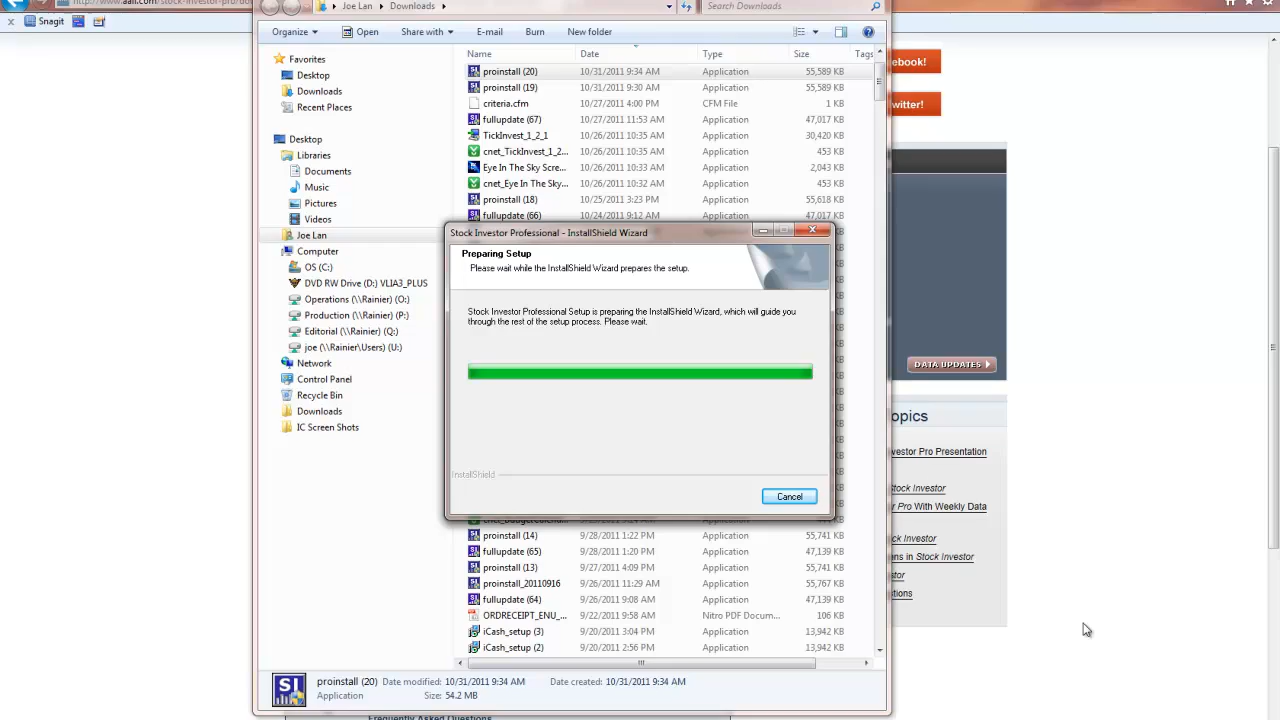 http://www.aaii.com/stock-investor-pro/do
x Snagit
Joe Lan Downloads
Search Downloads
Organize Open Share with E-mail Burn New folder
Name Date Type Size Tags
Favorites
Desktop
Downloads
Recent Places
Desktop
Libraries
Documents
Music
Pictures
Videos
Joe Lan
Computer
OS (C:)
DVD RW Drive (D:) VLIA3_PLUS
Operations (\\Rainier) (O:)
Production (\\Rainier) (P:)
Editorial (\\Rainier) (Q:)
joe (\\Rainier\Users) (U:)
Network
Control Panel
Recycle Bin
Downloads
IC Screen Shots
proinstall (20) 10/31/2011 9:34 AM Application 55,589 KB
proinstall (19) 10/31/2011 9:30 AM Application 55,589 KB
criteria.cfm 10/27/2011 4:00 PM CFM File 1 KB
fullupdate (67) 10/27/2011 11:53 AM Application 47,017 KB
TickInvest_1_2_1 10/26/2011 10:35 AM Application 30,420 KB
cnet_TickInvest_1_2... 10/26/2011 10:35 AM Application 453 KB
Eye In The Sky Scre... 10/26/2011 10:33 AM Application 2,043 KB
cnet_Eye In The Sky... 10/26/2011 10:32 AM Application 453 KB
proinstall (18) 10/25/2011 3:23 PM Application 55,618 KB
fullupdate (66) 10/24/2011 9:12 AM Application 47,017 KB
Stock Investor Professional - InstallShield Wizard
Preparing Setup
Please wait while the InstallShield Wizard prepares the setup.
Stock Investor Professional Setup is preparing the InstallShield Wizard, which will guide you
through the rest of the setup process. Please wait.
InstallShield
Cancel
proinstall (14) 9/28/2011 1:22 PM Application 55,741 KB
fullupdate (65) 9/28/2011 1:20 PM Application 47,139 KB
proinstall (13) 9/27/2011 4:09 PM Application 55,741 KB
proinstall_20110916 9/26/2011 11:29 AM Application 55,767 KB
fullupdate (64) 9/26/2011 9:08 AM Application 47,139 KB
ORDRECEIPT_ENU_... 9/22/2011 9:58 AM Nitro PDF Docum... 106 KB
iCash_setup (3) 9/20/2011 3:04 PM Application 13,942 KB
iCash_setup (2) 9/20/2011 2:56 PM Application 13,942 KB
SI
proinstall (20) Date modified: 10/31/2011 9:34 AM Date created: 10/31/2011 9:34 AM
Application Size: 54.2 MB
ebook!
witter!
DATA UPDATES
opics
vestor Pro Presentation
Stock Investor
r Pro With Weekly Data
ck Investor
ns in Stock Investor
stor
stions
Frequently Asked Questions